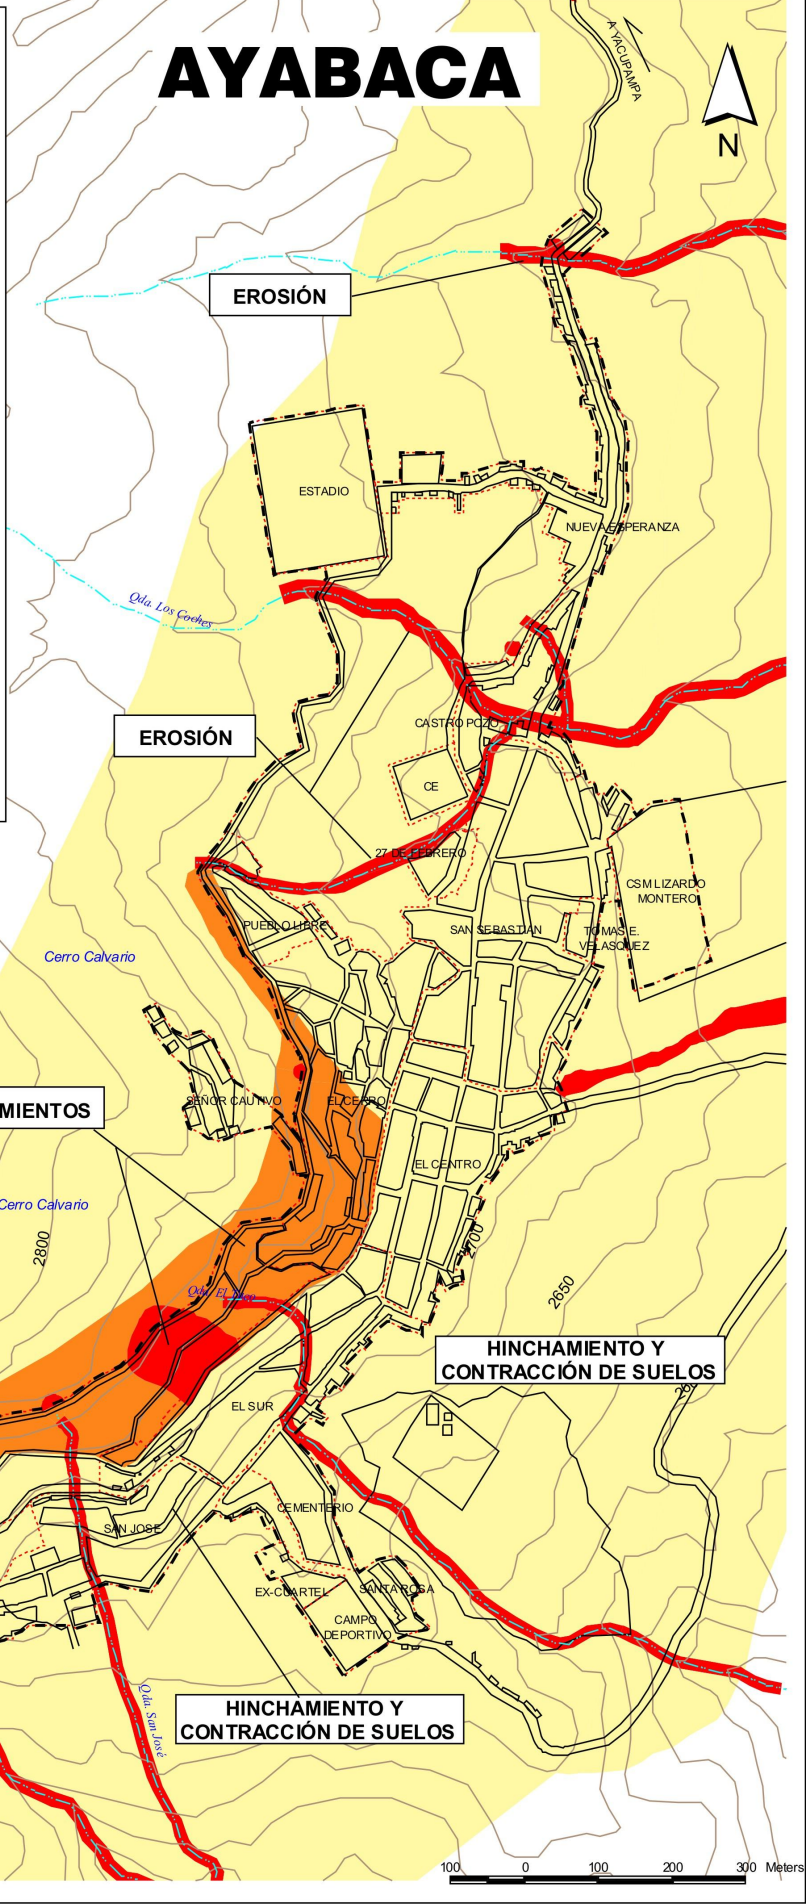 AYABACA
A YACUPAMPA
N
EROSIÓN
ESTADIO
NUEVA ESPERANZA
Qda. Los Coches
CASTRO POZO
EROSIÓN
CE
27 DE FEBRERO
CSM LIZARDO
MONTERO
PUEBLO LIBRE
SAN SEBASTIAN
TOMAS E.
VELASQUEZ
Cerro Calvario
SEÑOR CAUTIVO
EL CERRO
MIENTOS
EL CENTRO
Cerro Calvario
2800
2700
2650
HINCHAMIENTO Y
CONTRACCIÓN DE SUELOS
EL SUR
CEMENTERIO
SAN JOSE
EX-CUARTEL
SANTA ROSA
CAMPO
DEPORTIVO
HINCHAMIENTO Y
CONTRACCIÓN DE SUELOS
Qda. San José
100 0 100 200 300 Meters